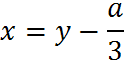 x = y − a/3